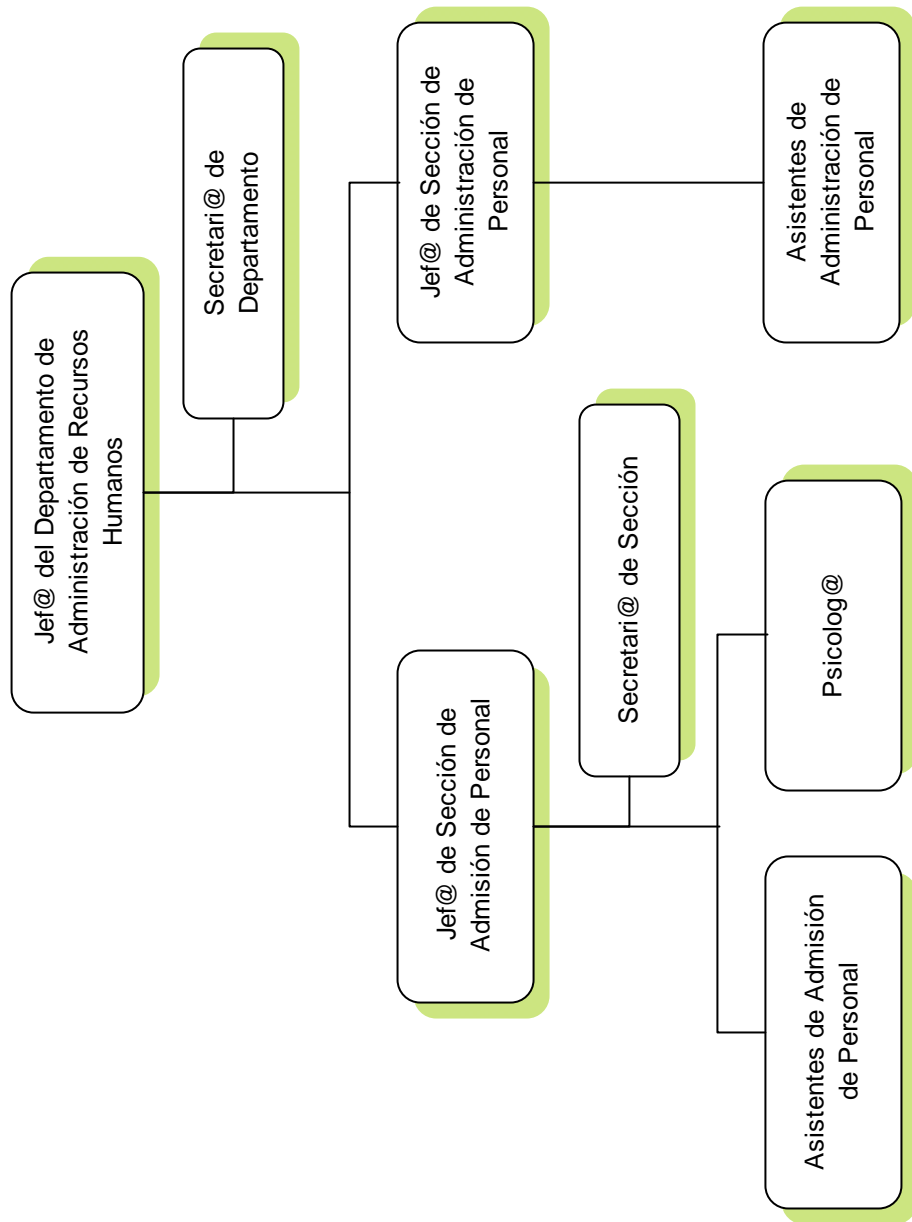 Jef@ del Departamento de
Administración de Recursos
Humanos
Secretari@ de
Departamento
Jef@ de Sección de
Admisión de Personal
Jef@ de Sección de
Administración de
Personal
Secretari@ de Sección
Asistentes de Admisión
de Personal
Psicolog@
Asistentes de
Administración de
Personal